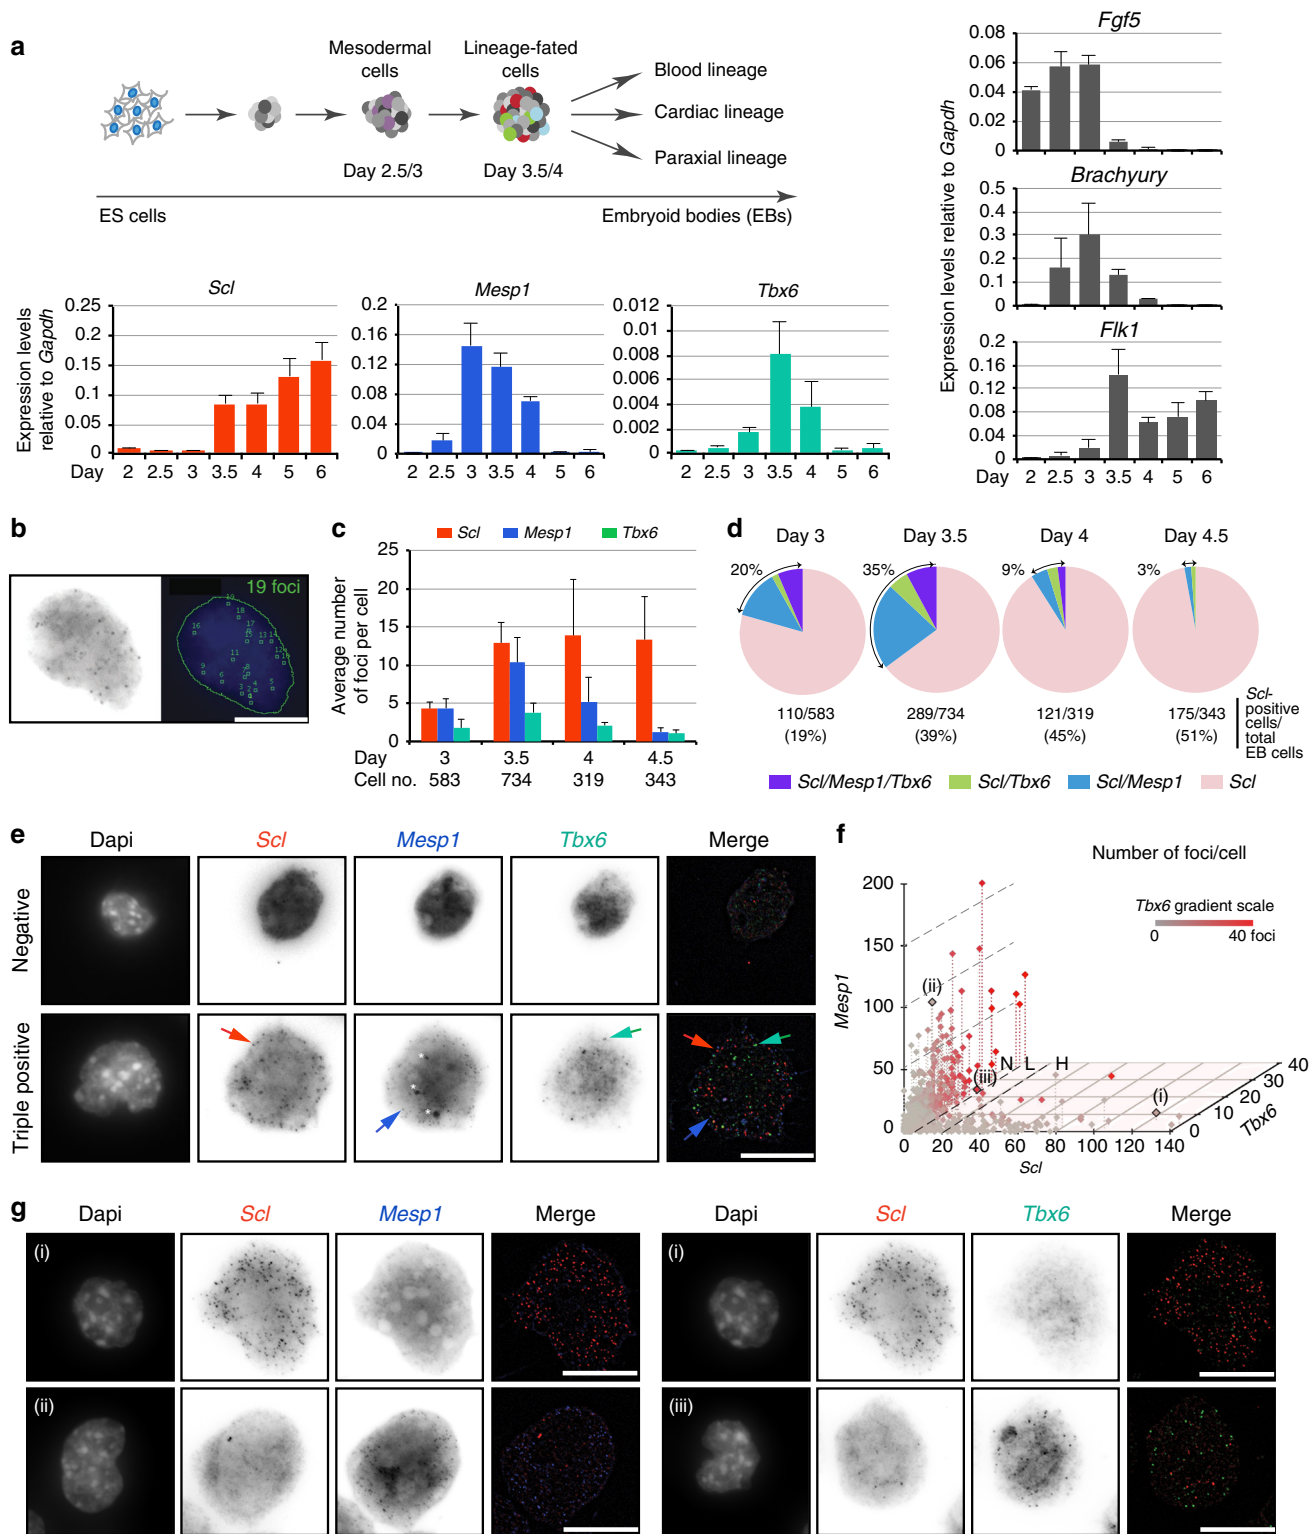 a
Mesodermal cells
Lineage-fated cells
Blood lineage
Cardiac lineage
Paraxial lineage
Day 2.5/3
Day 3.5/4
ES cells
Embryoid bodies (EBs)
Expression levels relative to Gapdh
Scl
0.25
0.2
0.15
0.1
0.05
0
Day 2 2.5 3 3.5 4 5 6
Mesp1
0.2
0.16
0.12
0.08
0.04
0
2 2.5 3 3.5 4 5 6
Tbx6
0.012
0.01
0.008
0.006
0.004
0.002
0
2 2.5 3 3.5 4 5 6
Expression levels relative to Gapdh
Fgf5
0.08
0.06
0.04
0.02
0
Brachyury
0.5
0.4
0.3
0.2
0.1
0
Flk1
0.2
0.16
0.12
0.08
0.04
0
Day 2 2.5 3 3.5 4 5 6
b
19 foci
c
Scl Mesp1 Tbx6
Average number of foci per cell
25
20
15
10
5
0
Day 3 3.5 4 4.5
Cell no. 583 734 319 343
d
Day 3 Day 3.5 Day 4 Day 4.5
20% 35% 9% 3%
110/583 289/734 121/319 175/343
(19%) (39%) (45%) (51%)
Scl-positive cells/ total EB cells
Scl/Mesp1/Tbx6 Scl/Tbx6 Scl/Mesp1 Scl
e
Dapi Scl Mesp1 Tbx6 Merge
Negative
Triple positive
f
Number of foci/cell
Tbx6 gradient scale
0 40 foci
Mesp1
200
150
100
50
0
(ii)
(iii)
N L H
(i)
0 20 40 60 80 100 120 140
Scl
0 10 20 30 40
Tbx6
g
Dapi Scl Mesp1 Merge Dapi Scl Tbx6 Merge
(i) (i)
(ii) (iii)